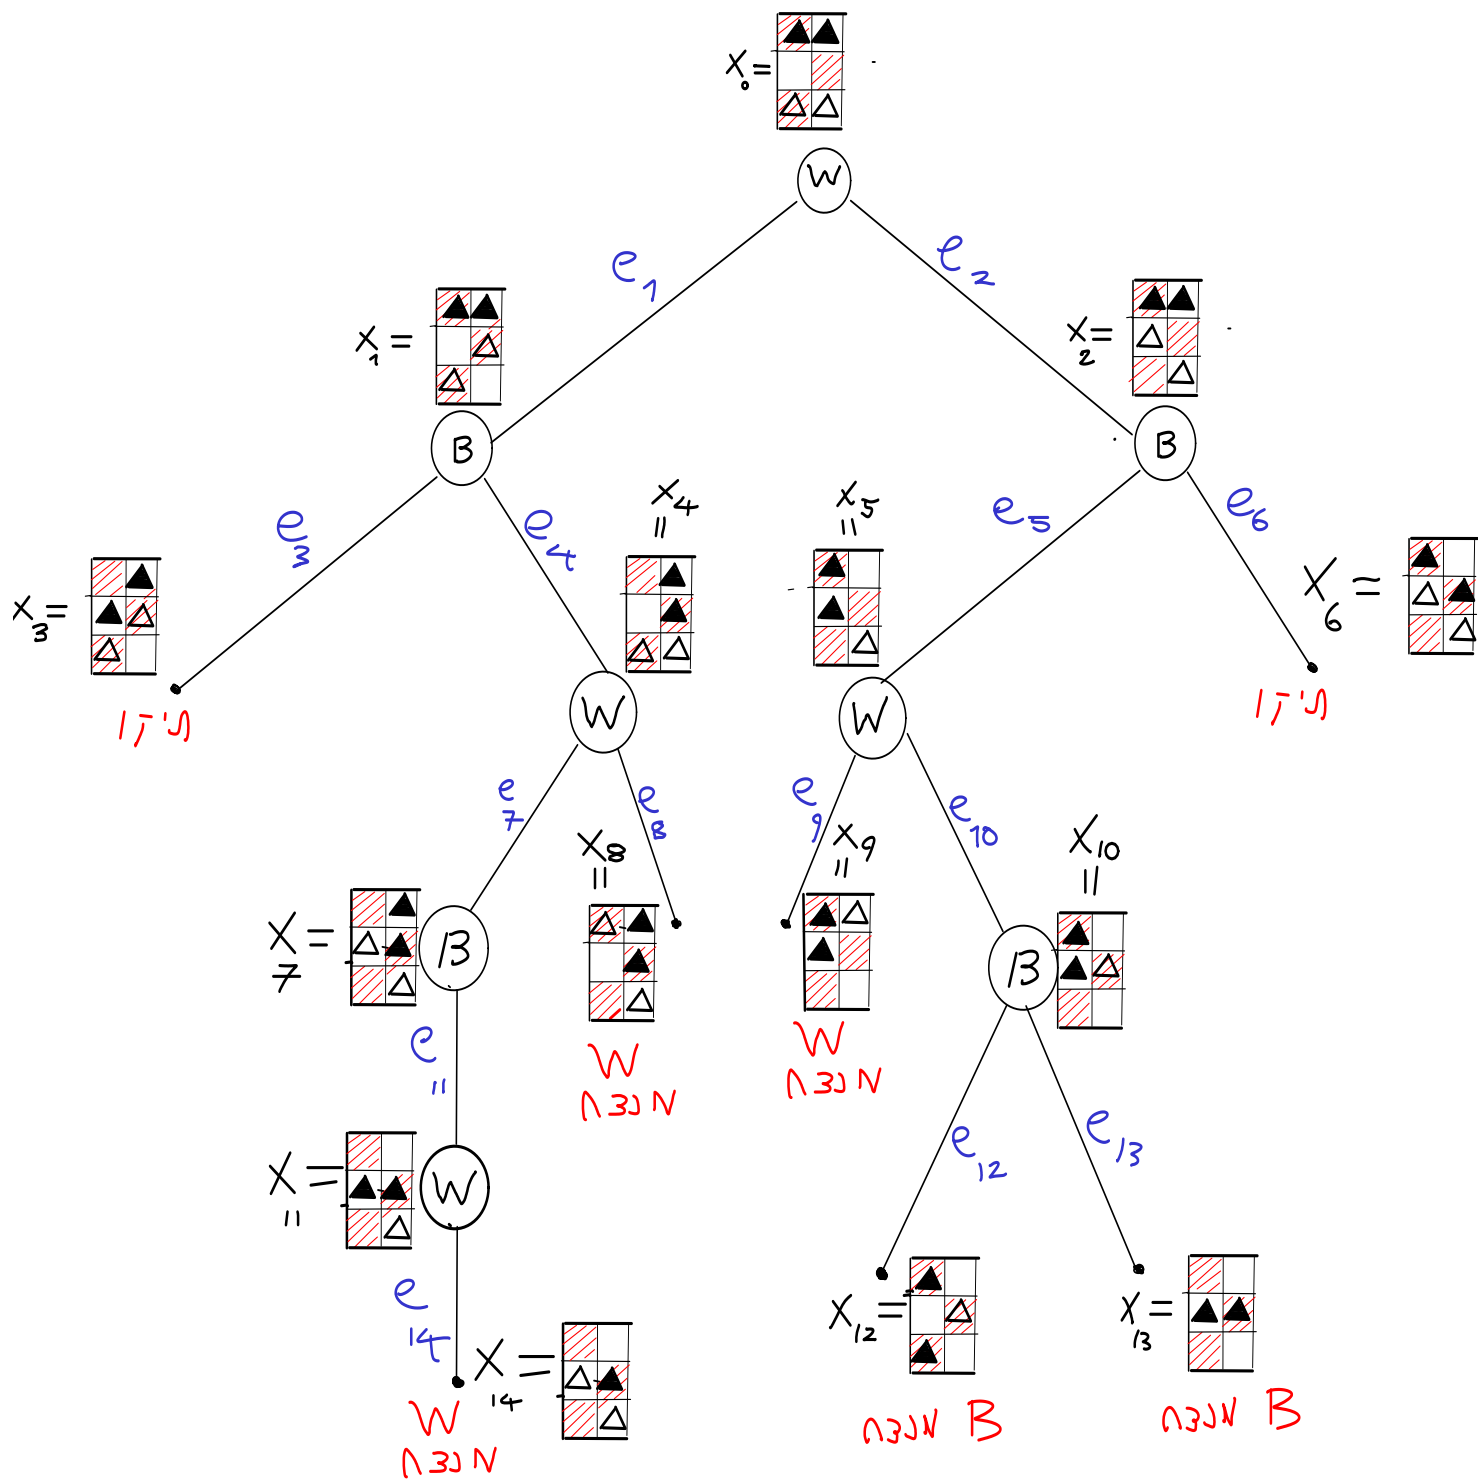 X₀ =
W
e₁
e₂
X₁ =
X₂ =
B
B
e₃
e₄
X₄
=
X₅
=
e₅
e₆
X₃ =
X₆ =
תיקו
W
W
תיקו
e₇
e₈
X₈
=
e₉
X₉
=
e₁₀
X₁₀
=
X₇ =
B
B
W
מנצח
W
מנצח
e₁₁
e₁₂
e₁₃
X₁₁ =
W
e₁₄
X₁₂ =
X₁₃ =
X₁₄ =
W
מנצח
B מנצח
B מנצח